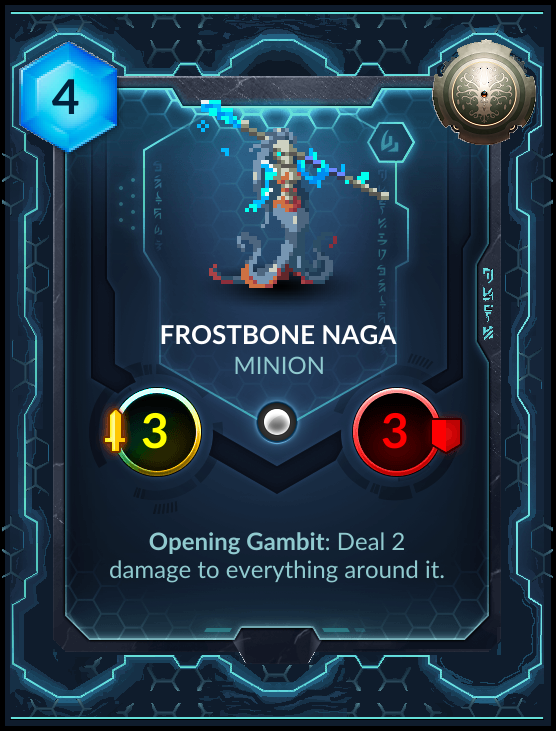 4
FROSTBONE NAGA
MINION
3
3
Opening Gambit: Deal 2
damage to everything around it.